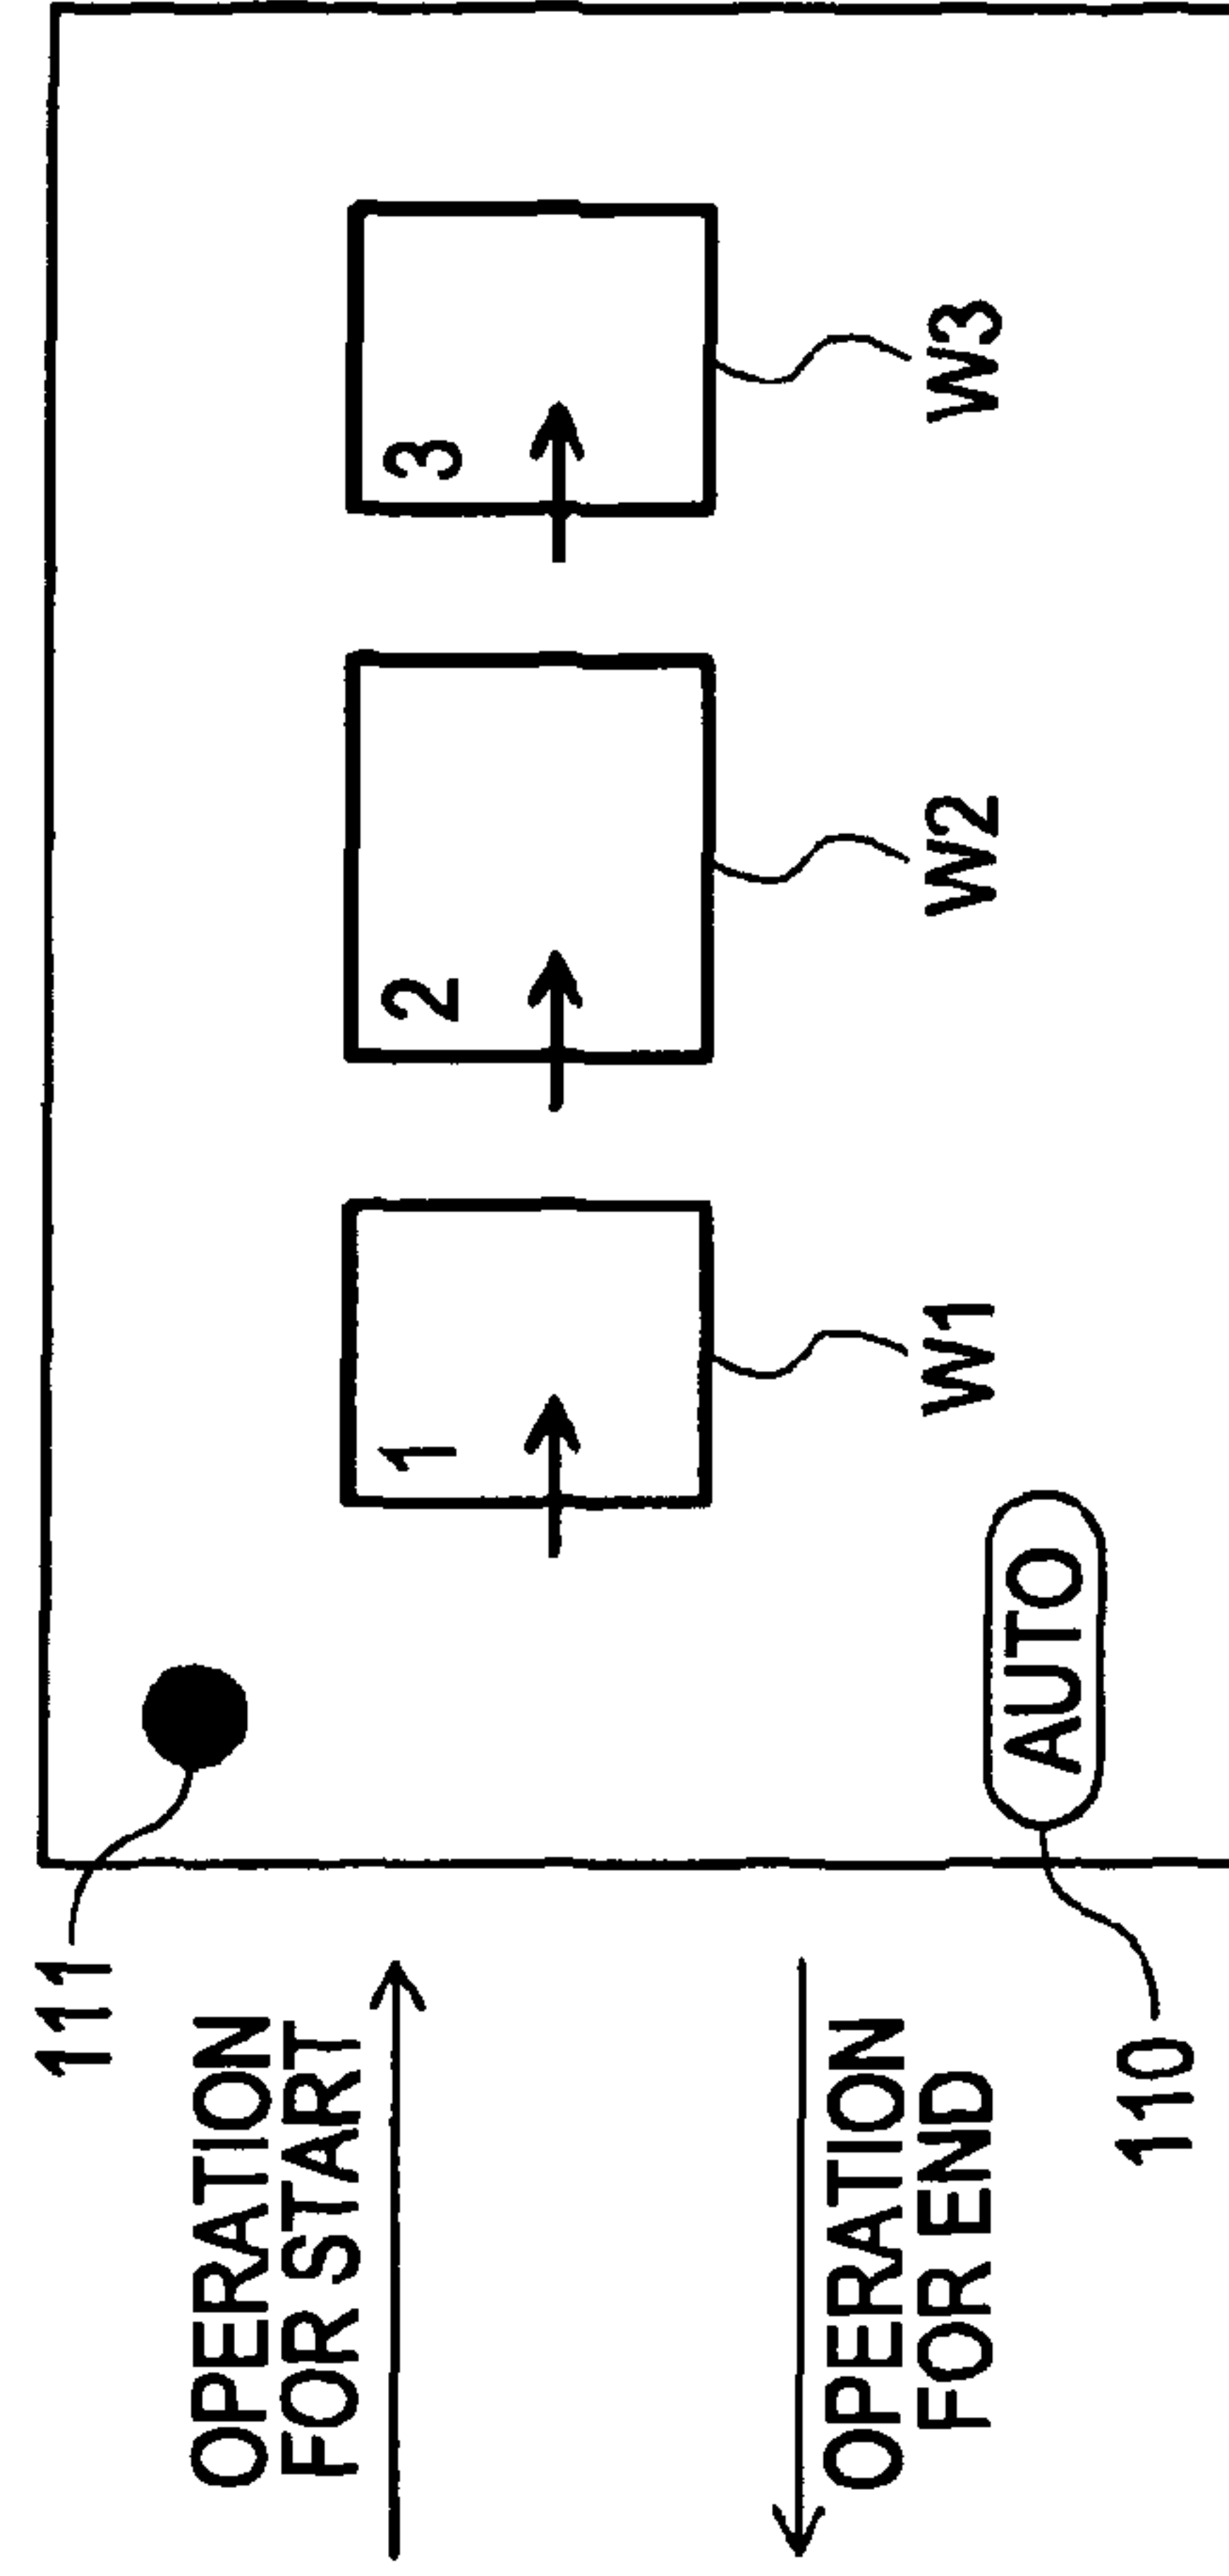 111
OPERATION
FOR START
OPERATION
FOR END
110
1
2
3
W1
W2
W3
AUTO